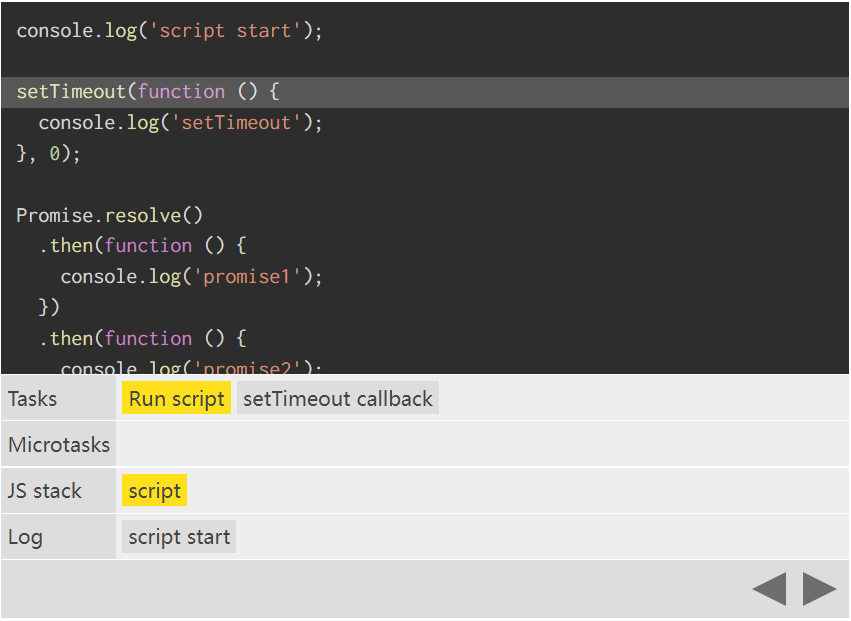 console.log('script start');
setTimeout(function () {
  console.log('setTimeout');
}, 0);
Promise.resolve()
  .then(function () {
    console.log('promise1');
  })
  .then(function () {
    console.log('promise2');
Tasks Run script setTimeout callback
Microtasks
JS stack script
Log script start